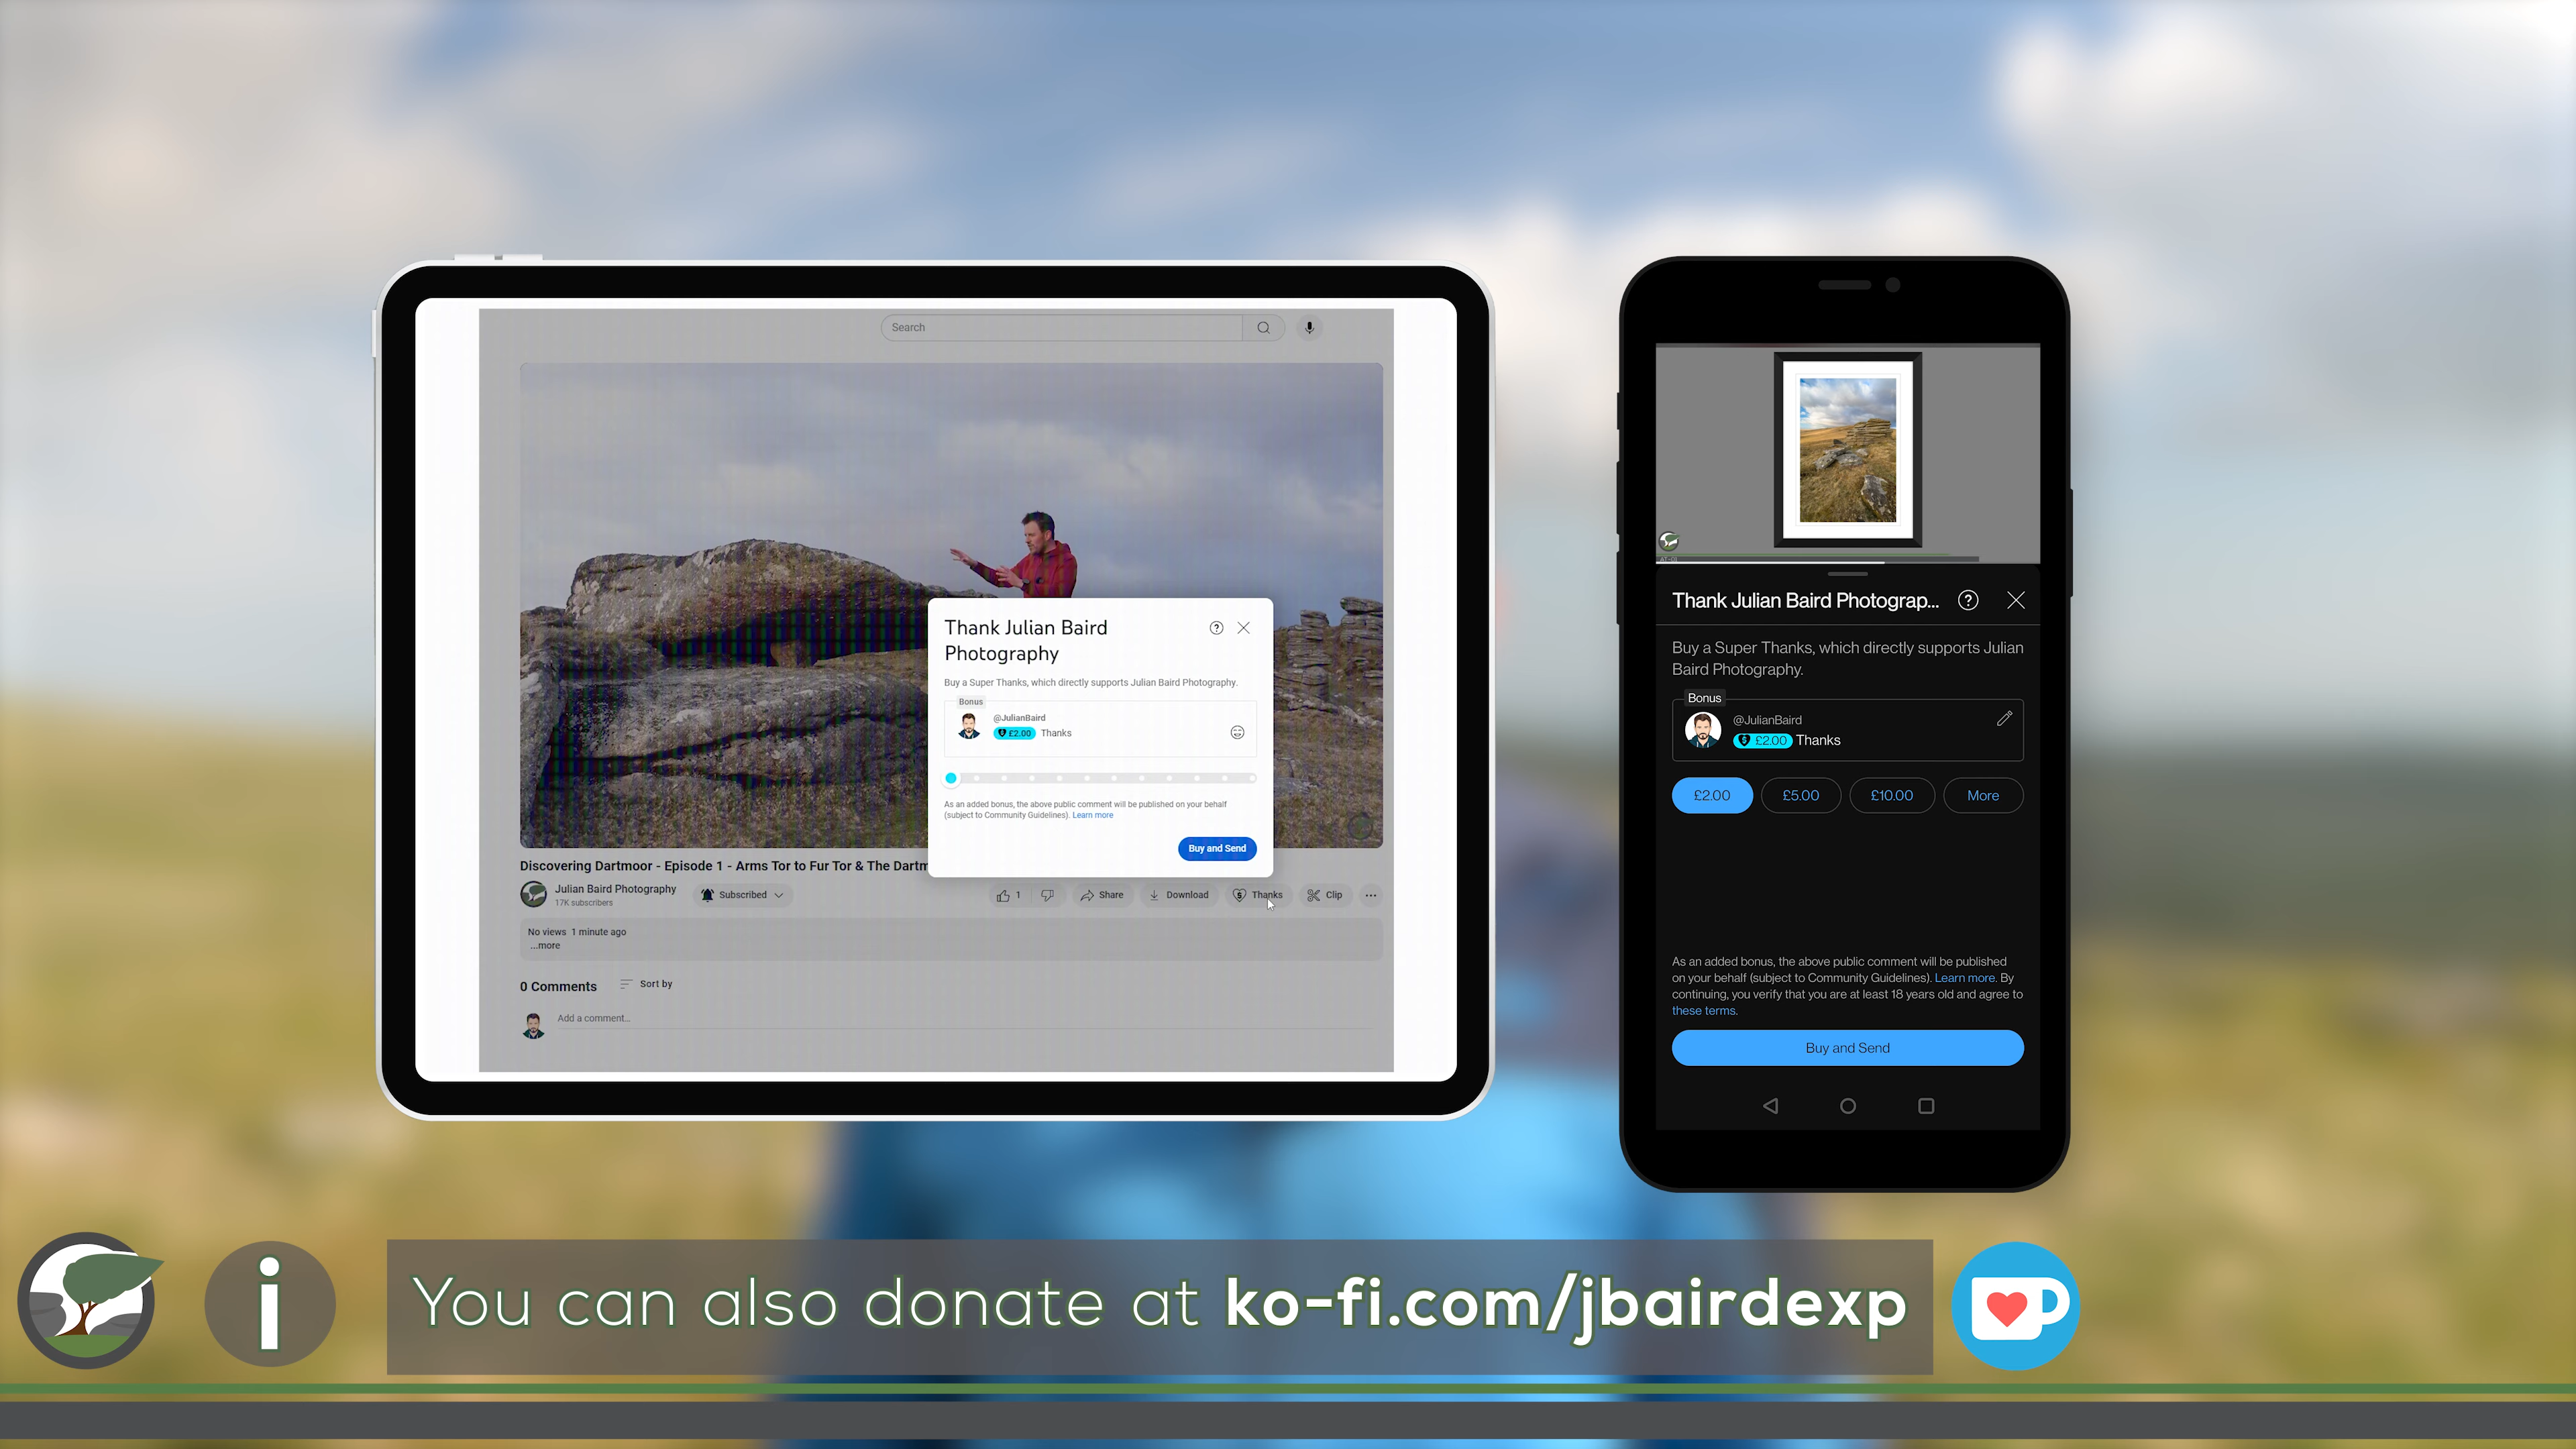 Search
Thank Julian Baird
Photography
Buy a Super Thanks, which directly supports Julian Baird Photography.
Bonus
@JulianBaird
£2.00 Thanks
As an added bonus, the above public comment will be published on your behalf
(subject to Community Guidelines). Learn more
Buy and Send
Discovering Dartmoor - Episode 1 - Arms Tor to Fur Tor & The Dartm
Julian Baird Photography
17K subscribers
Subscribed
1
Share
Download
Thanks
Clip
No views 1 minute ago
...more
0 Comments
Sort by
Add a comment...
Thank Julian Baird Photograp...
Buy a Super Thanks, which directly supports Julian
Baird Photography.
Bonus
@JulianBaird
£2.00 Thanks
£2.00
£5.00
£10.00
More
As an added bonus, the above public comment will be published
on your behalf (subject to Community Guidelines). Learn more. By
continuing, you verify that you are at least 18 years old and agree to
these terms.
Buy and Send
i
You can also donate at ko-fi.com/jbairdexp